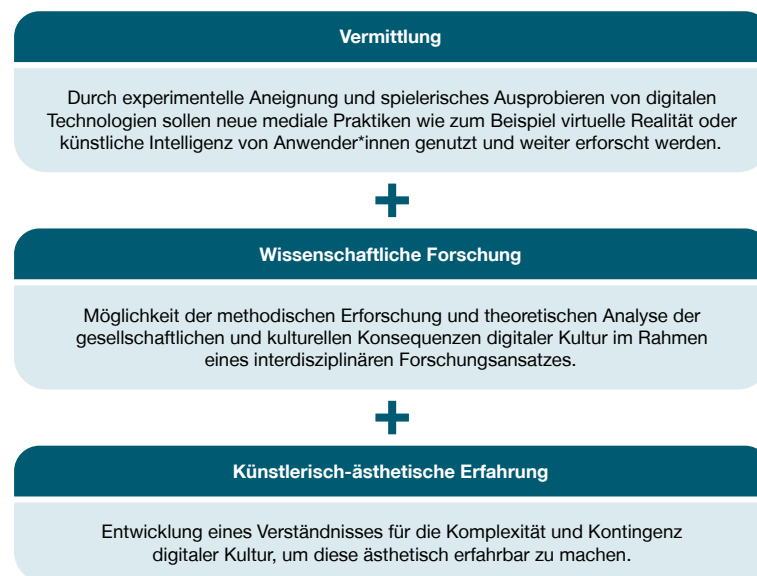 Vermittlung
Durch experimentelle Aneignung und spielerisches Ausprobieren von digitalen
Technologien sollen neue mediale Praktiken wie zum Beispiel virtuelle Realität oder
künstliche Intelligenz von Anwender*innen genutzt und weiter erforscht werden.
+
Wissenschaftliche Forschung
Möglichkeit der methodischen Erforschung und theoretischen Analyse der
gesellschaftlichen und kulturellen Konsequenzen digitaler Kultur im Rahmen
eines interdisziplinären Forschungsansatzes.
+
Künstlerisch-ästhetische Erfahrung
Entwicklung eines Verständnisses für die Komplexität und Kontingenz
digitaler Kultur, um diese ästhetisch erfahrbar zu machen.